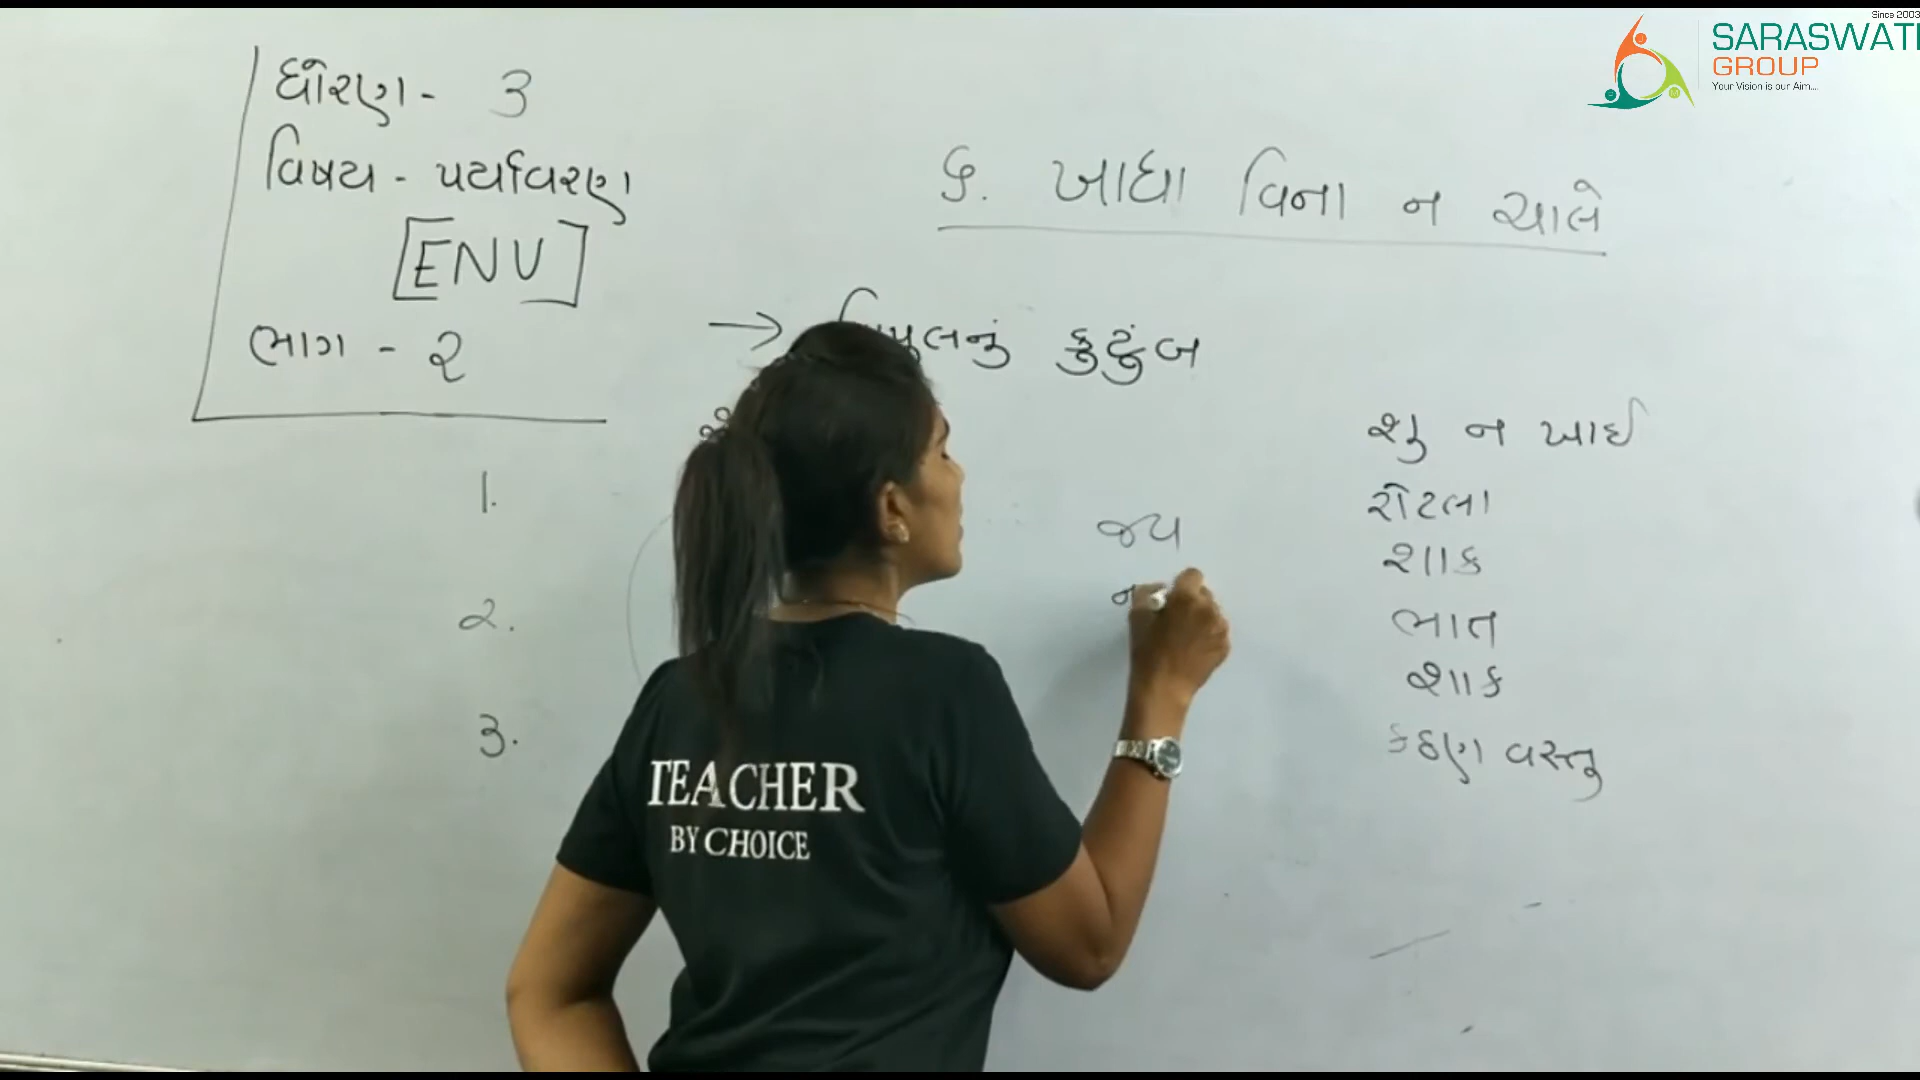 Since 2003
SARASWATI
GROUP
Your Vision is our Aim....
ધોરણ - 3
વિષય - પર્યાવરણ
[ENV]
ભાગ - ૨
૬. ખાધા વિના ન ચાલે
→ કુટુંબ
શુ ન ખાઈ
1. જય રોટલા
શાક
૨. ભાત
શાક
3. કઠણ વસ્તુ
TEACHER
BY CHOICE